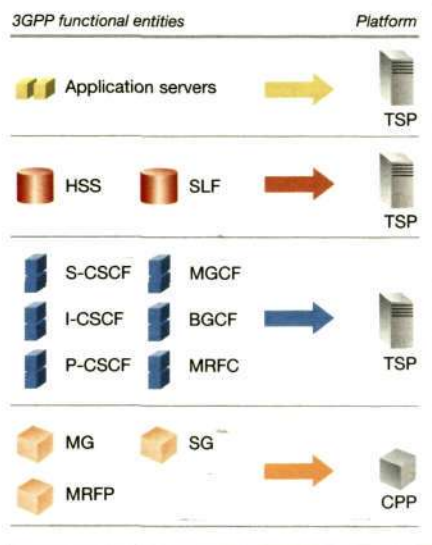 3GPP functional entities Platform
Application servers
TSP
HSS SLF
TSP
S-CSCF MGCF
I-CSCF BGCF
P-CSCF MRFC
TSP
MG SG
MRFP
CPP